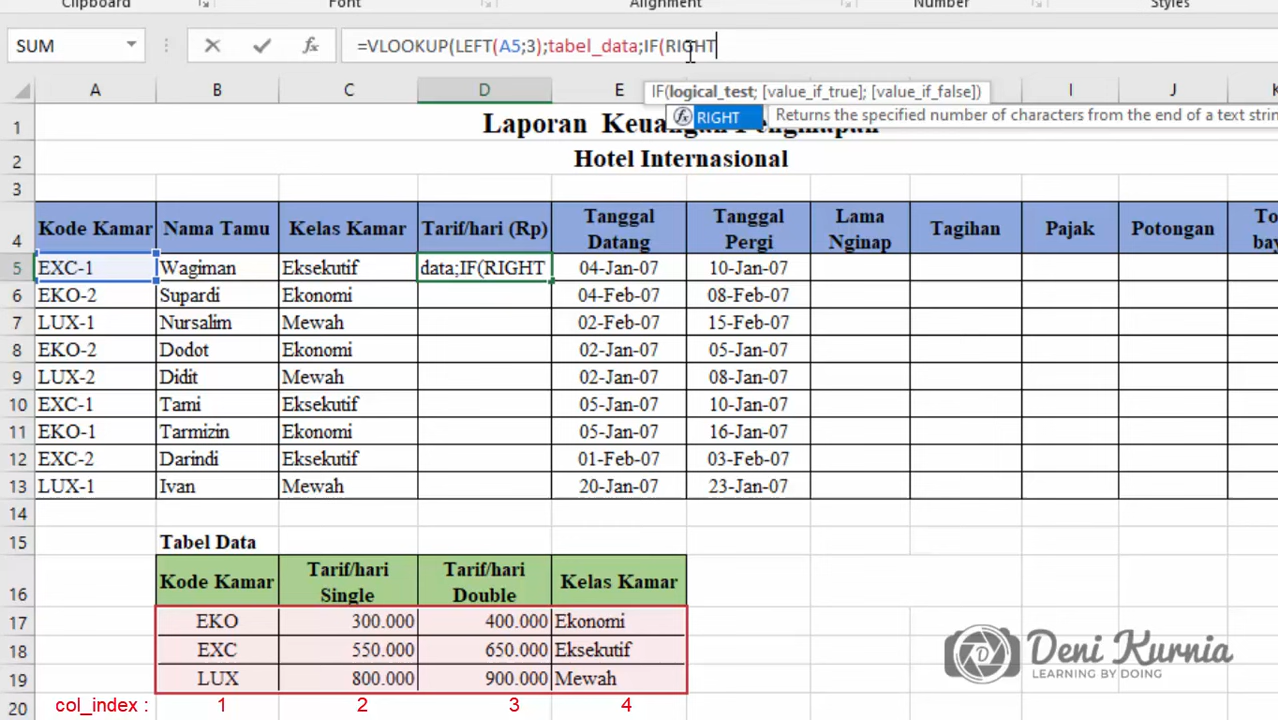 Clipboard Font Alignment Number Styles
SUM =VLOOKUP(LEFT(A5;3);tabel_data;IF(RIGHT
A B C D E I J
IF(logical_test; [value_if_true]; [value_if_false])
RIGHT Returns the specified number of characters from the end of a text
1 Laporan Keuangan Penginapan
2 Hotel Internasional
3
4 Kode Kamar Nama Tamu Kelas Kamar Tarif/hari (Rp) Tanggal Datang Tanggal Pergi Lama Nginap Tagihan Pajak Potongan
5 EXC-1 Wagiman Eksekutif data;IF(RIGHT 04-Jan-07 10-Jan-07
6 EKO-2 Supardi Ekonomi 04-Feb-07 08-Feb-07
7 LUX-1 Nursalim Mewah 02-Feb-07 15-Feb-07
8 EKO-2 Dodot Ekonomi 02-Jan-07 05-Jan-07
9 LUX-2 Didit Mewah 02-Jan-07 08-Jan-07
10 EXC-1 Tami Eksekutif 05-Jan-07 10-Jan-07
11 EKO-1 Tarmizin Ekonomi 05-Jan-07 16-Jan-07
12 EXC-2 Darindi Eksekutif 01-Feb-07 03-Feb-07
13 LUX-1 Ivan Mewah 20-Jan-07 23-Jan-07
14
15 Tabel Data
16 Kode Kamar Tarif/hari Single Tarif/hari Double Kelas Kamar
17 EKO 300.000 400.000 Ekonomi
18 EXC 550.000 650.000 Eksekutif
19 LUX 800.000 900.000 Mewah
20 col_index : 1 2 3 4
Deni Kurnia
LEARNING BY DOING